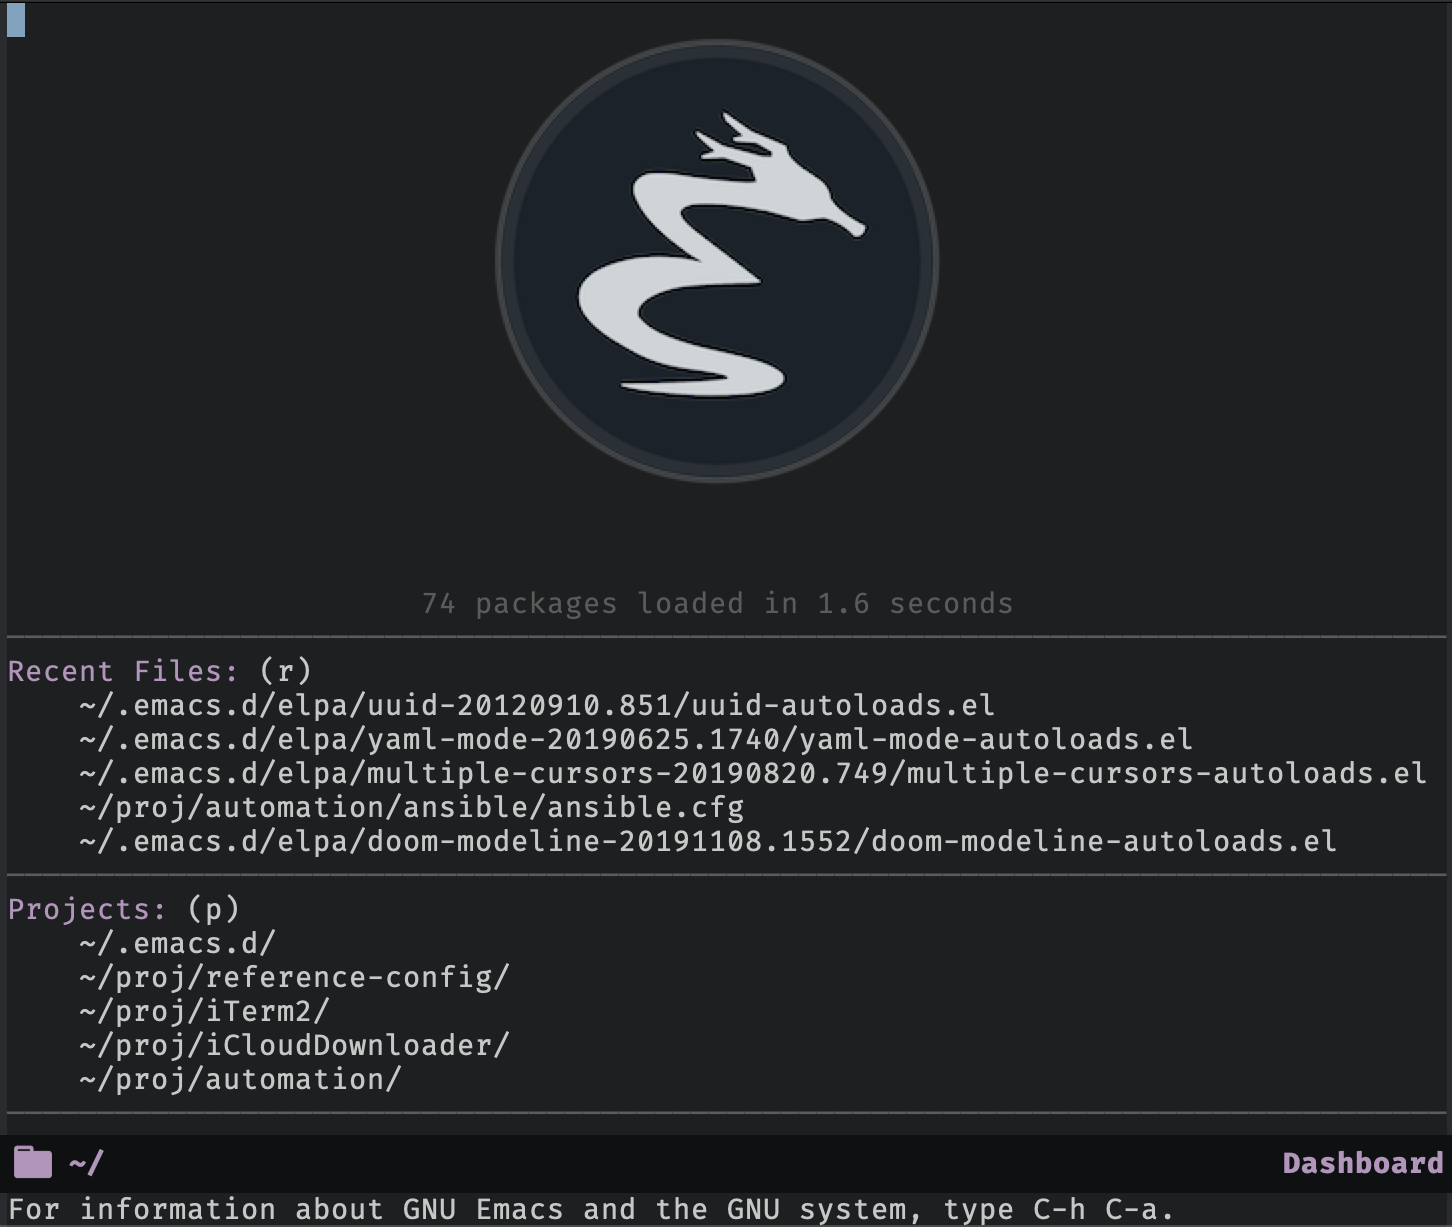 74 packages loaded in 1.6 seconds
Recent Files: (r)
~/.emacs.d/elpa/uuid-20120910.851/uuid-autoloads.el
~/.emacs.d/elpa/yaml-mode-20190625.1740/yaml-mode-autoloads.el
~/.emacs.d/elpa/multiple-cursors-20190820.749/multiple-cursors-autoloads.el
~/proj/automation/ansible/ansible.cfg
~/.emacs.d/elpa/doom-modeline-20191108.1552/doom-modeline-autoloads.el
Projects: (p)
~/.emacs.d/
~/proj/reference-config/
~/proj/iTerm2/
~/proj/iCloudDownloader/
~/proj/automation/
~/ Dashboard
For information about GNU Emacs and the GNU system, type C-h C-a.